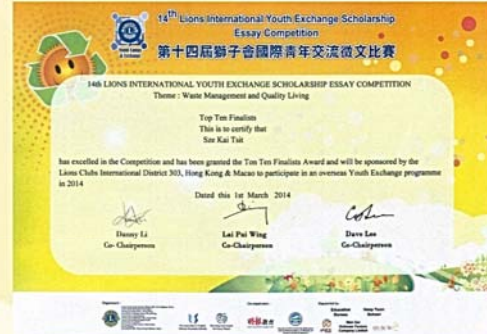 14th Lions International Youth Exchange Scholarship
Essay Competition
第十四屆獅子會國際青年交流徵文比賽
14th LIONS INTERNATIONAL YOUTH EXCHANGE SCHOLARSHIP ESSAY COMPETITION
Theme : Waste Management and Quality Living
Top Ten Finalists
This is to certify that
Sze Kai Tsit
has excelled in the Competition and has been granted the Ton Ten Finalists Award and will be sponsored by the
Lions Clubs International District 303, Hong Kong & Macao to participate in an overseas Youth Exchange programme
in 2014
Dated this 1st March 2014
Danny Li
Co- Chairperson
Lai Pui Wing
Co-Chairperson
Dave Lee
Co-Chairperson